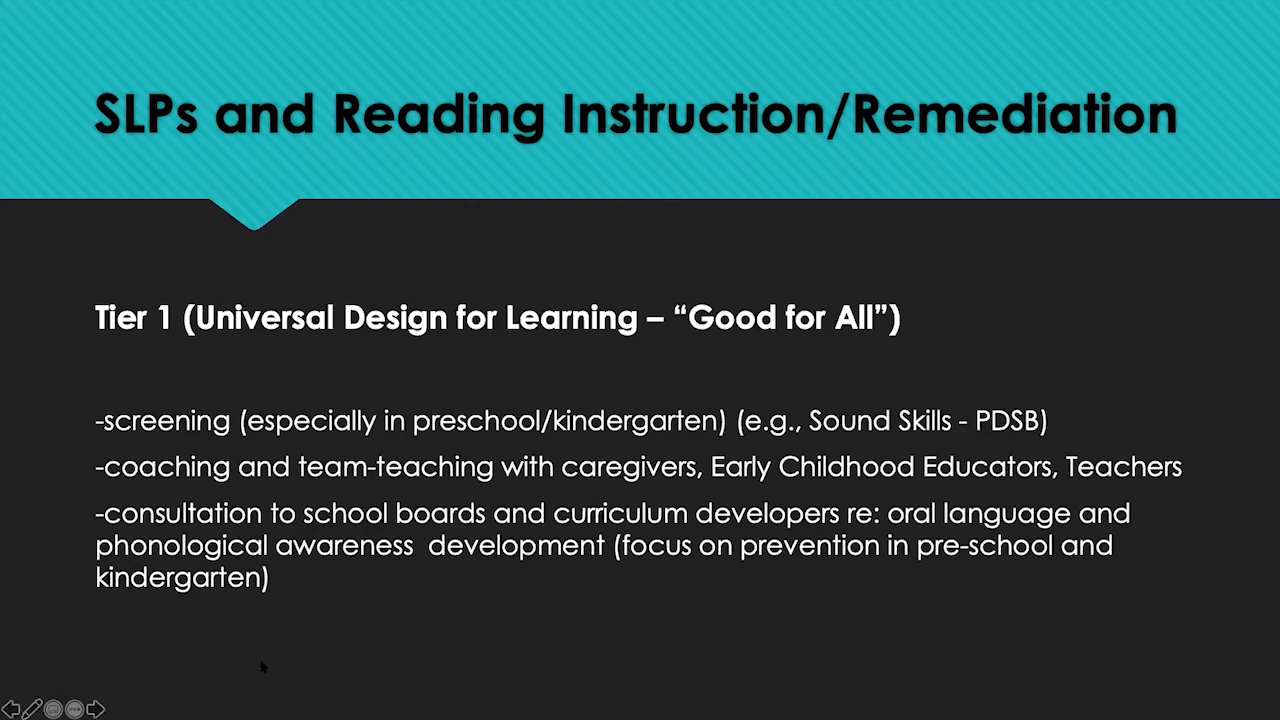 SLPs and Reading Instruction/Remediation
Tier 1 (Universal Design for Learning – “Good for All”)
-screening (especially in preschool/kindergarten) (e.g., Sound Skills - PDSB)
-coaching and team-teaching with caregivers, Early Childhood Educators, Teachers
-consultation to school boards and curriculum developers re: oral language and
phonological awareness  development (focus on prevention in pre-school and
kindergarten)